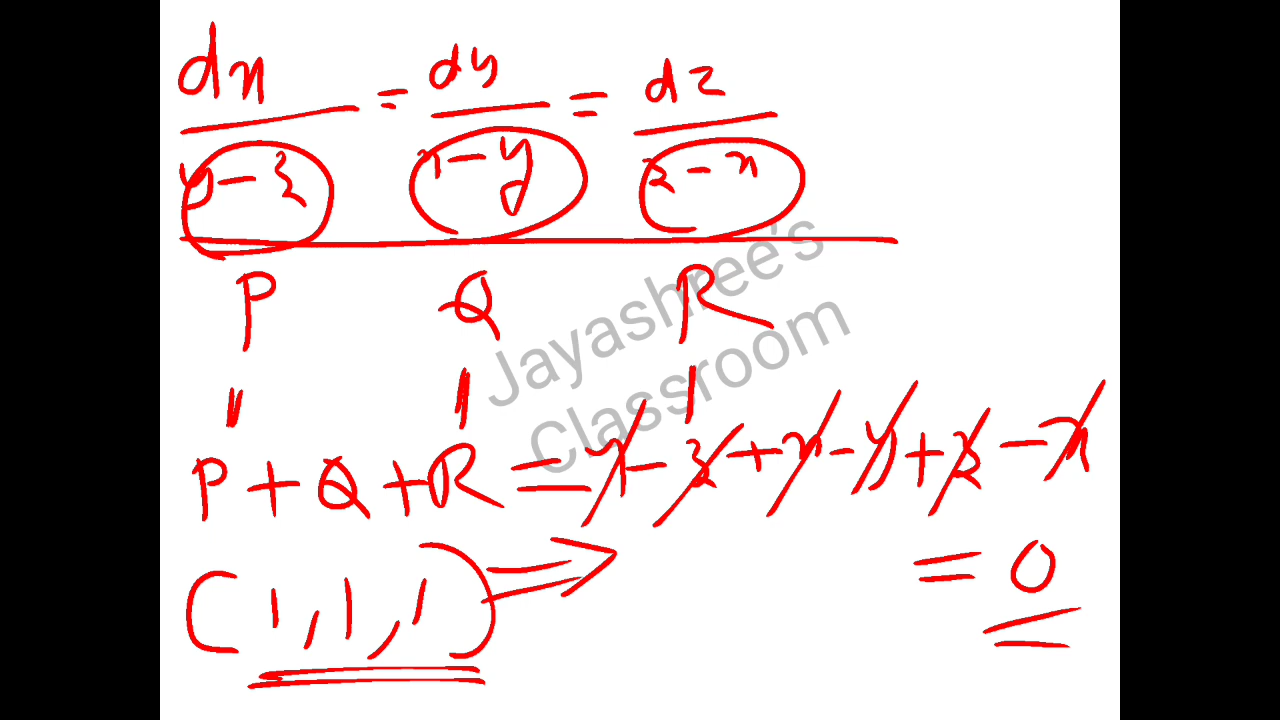 dx/y-z = dy/x-y = dz/z-x
P Q R
Jayashree's
Classroom
P+Q+R = y-z+x-y+z-x
(1,1,1) ⇒ = 0